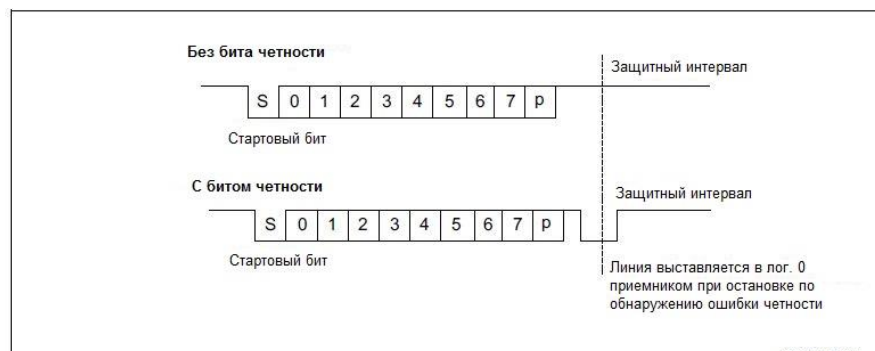 Без бита четности
Защитный интервал
S 0 1 2 3 4 5 6 7 p
Стартовый бит
С битом четности
Защитный интервал
S 0 1 2 3 4 5 6 7 p
Стартовый бит
Линия выставляется в лог. 0
приемником при остановке по
обнаружению ошибки четности